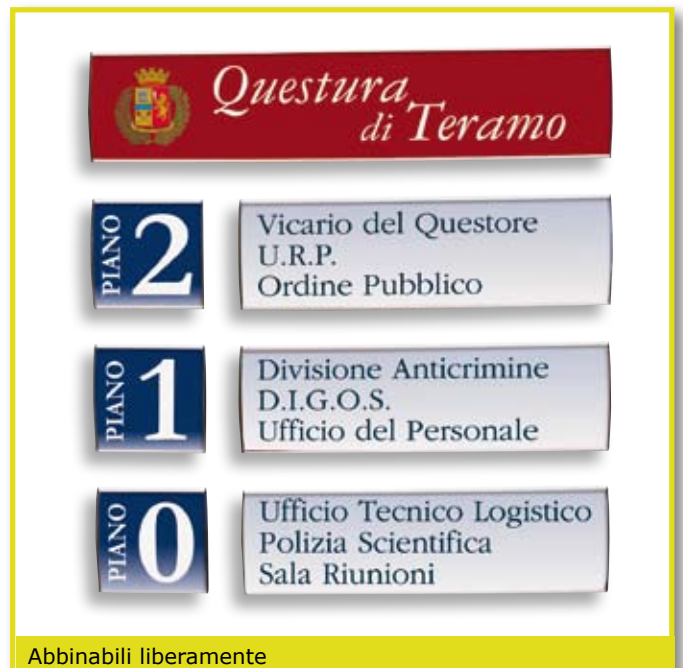 Questura
di Teramo
PIANO 2
Vicario del Questore
U.R.P.
Ordine Pubblico
PIANO 1
Divisione Anticrimine
D.I.G.O.S.
Ufficio del Personale
PIANO 0
Ufficio Tecnico Logistico
Polizia Scientifica
Sala Riunioni
Abbinabili liberamente